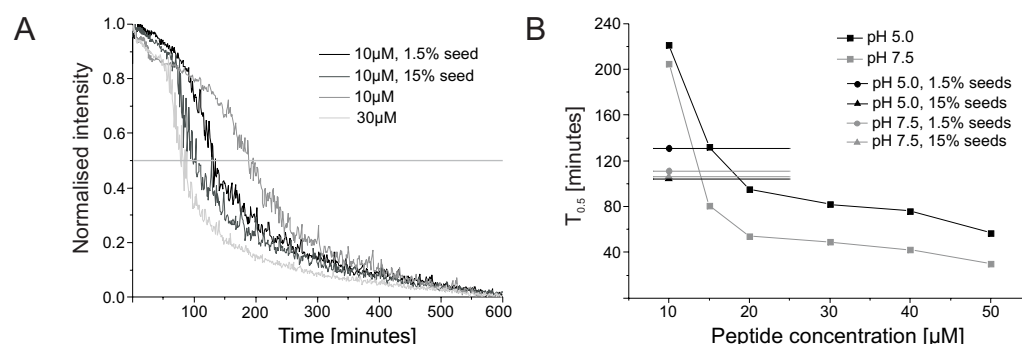 A
Normalised intensity
1.0
0.8
0.6
0.4
0.2
0.0
10µM, 1.5% seed
10µM, 15% seed
10µM
30µM
0 100 200 300 400 500 600
Time [minutes]
B
T0.5 [minutes]
240
200
160
120
80
40
pH 5.0
pH 7.5
pH 5.0, 1.5% seeds
pH 5.0, 15% seeds
pH 7.5, 1.5% seeds
pH 7.5, 15% seeds
10 20 30 40 50
Peptide concentration [µM]